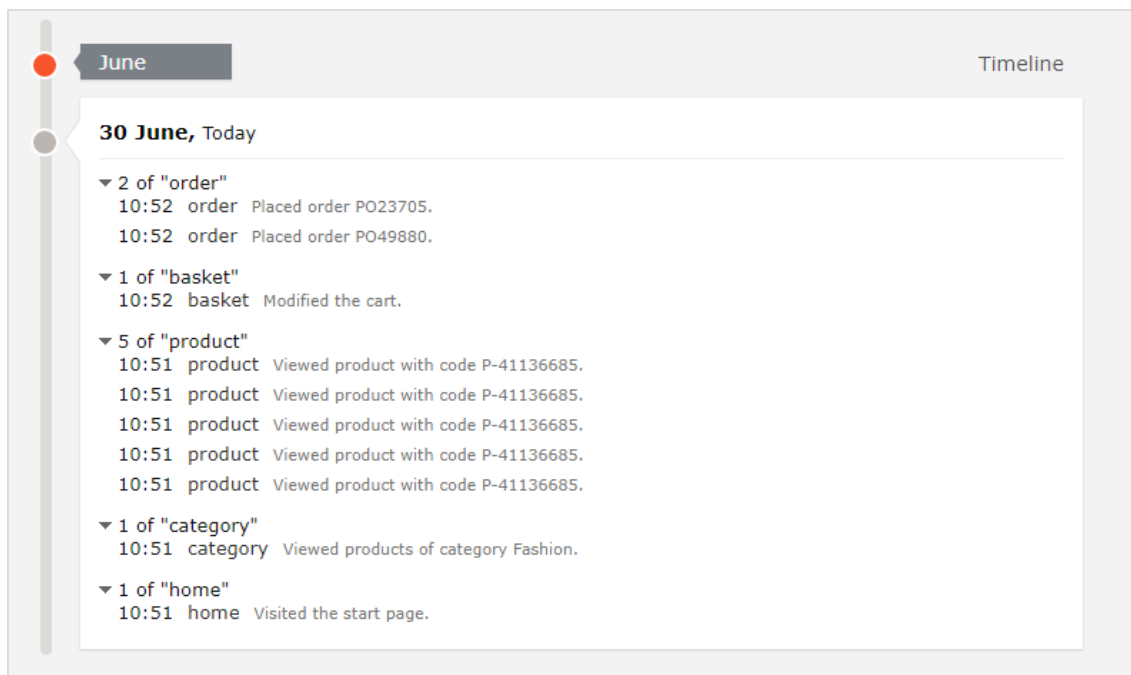 June
Timeline
30 June, Today
2 of "order"
10:52 order Placed order PO23705.
10:52 order Placed order PO49880.
1 of "basket"
10:52 basket Modified the cart.
5 of "product"
10:51 product Viewed product with code P-41136685.
10:51 product Viewed product with code P-41136685.
10:51 product Viewed product with code P-41136685.
10:51 product Viewed product with code P-41136685.
10:51 product Viewed product with code P-41136685.
1 of "category"
10:51 category Viewed products of category Fashion.
1 of "home"
10:51 home Visited the start page.